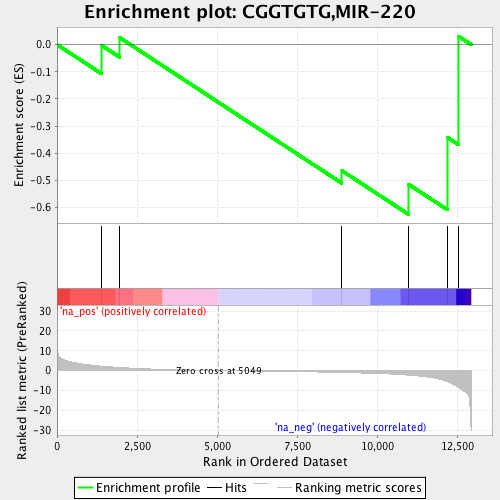 Enrichment plot: CGGTGTG,MIR-220
Enrichment score (ES)
0.0
-0.1
-0.2
-0.3
-0.4
-0.5
-0.6
'na_pos' (positively correlated)
Ranked list metric (PreRanked)
30
20
10
0
-10
-20
-30
Zero cross at 5049
'na_neg' (negatively correlated)
0 2,500 5,000 7,500 10,000 12,500
Rank in Ordered Dataset
Enrichment profile Hits Ranking metric scores